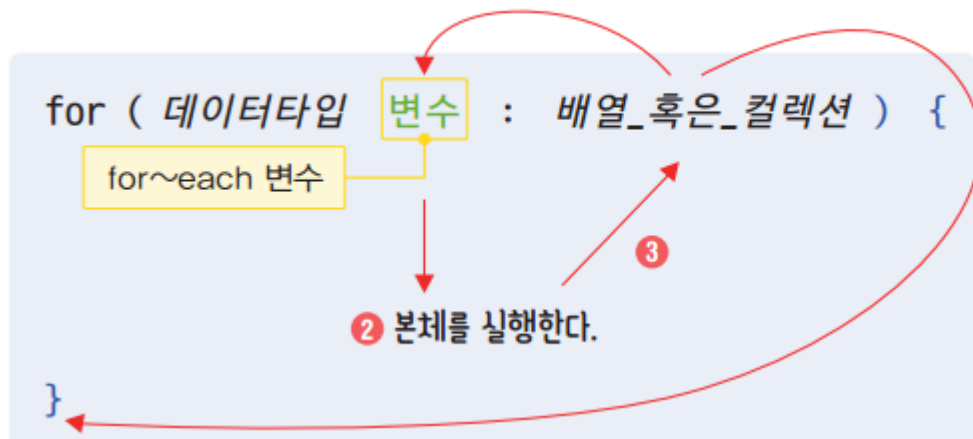 for ( 데이터타입 변수 : 배열_혹은_컬렉션 ) {
for～each 변수
❸
❷ 본체를 실행한다.
}